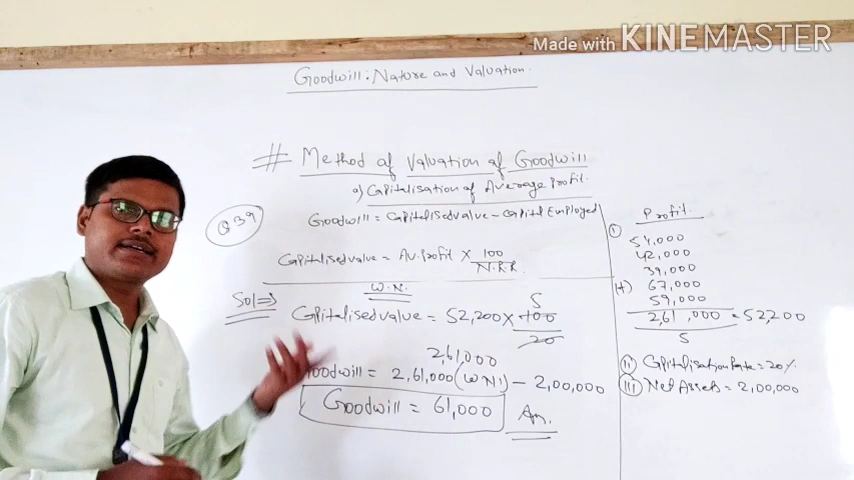 Made with KINEMASTER
Goodwill: Nature and Valuation.
# Method of Valuation of Goodwill
a) Capitalisation of Average Profit.
Q39
Goodwill = Capitalised value - Capital Employed
Capitalised value = Av. Profit × 100
N.R.R.
W.N.
Sol⇒
Capitalised value = 52,200 × 100
20
5
2,61,000
Goodwill = 2,61,000 (WN1) - 2,00,000
Goodwill = 61,000
Ans.
Profit.
(i)
54,000
42,000
39,000
(+) 67,000
59,000
2,61,000 = 52,200
5
(ii) Capitalisation Rate = 20%
(iii) Net Assets = 2,00,000